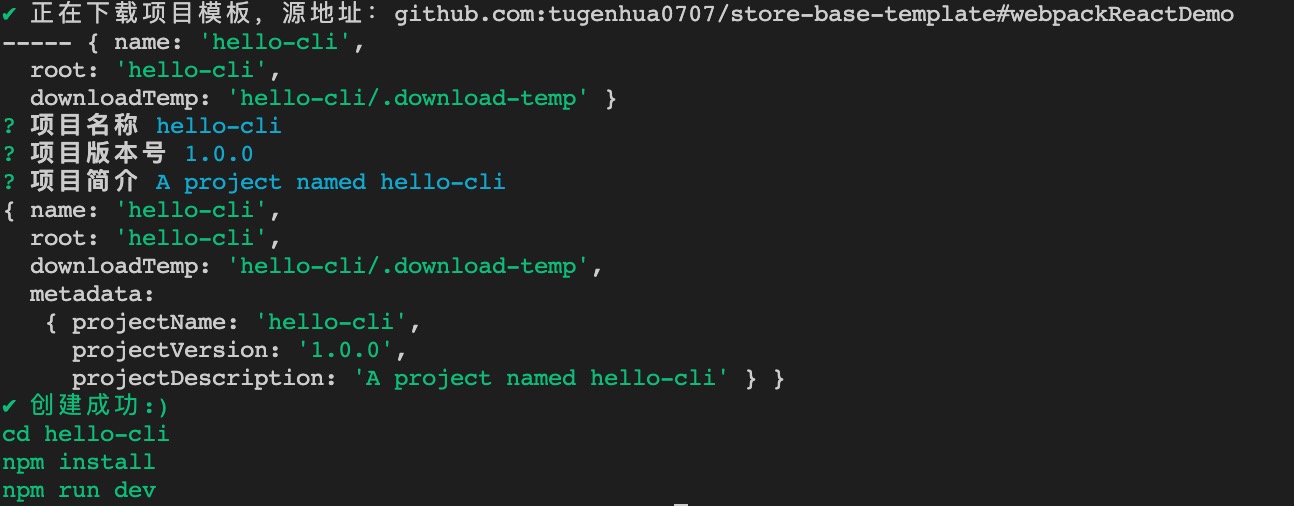 ✔ 正在下载项目模板，源地址：github.com:tugenhua0707/store-base-template#webpackReactDemo
----- { name: 'hello-cli',
  root: 'hello-cli',
  downloadTemp: 'hello-cli/.download-temp' }
? 项目名称 hello-cli
? 项目版本号 1.0.0
? 项目简介 A project named hello-cli
{ name: 'hello-cli',
  root: 'hello-cli',
  downloadTemp: 'hello-cli/.download-temp',
  metadata:
   { projectName: 'hello-cli',
     projectVersion: '1.0.0',
     projectDescription: 'A project named hello-cli' } }
✔ 创建成功:)
cd hello-cli
npm install
npm run dev